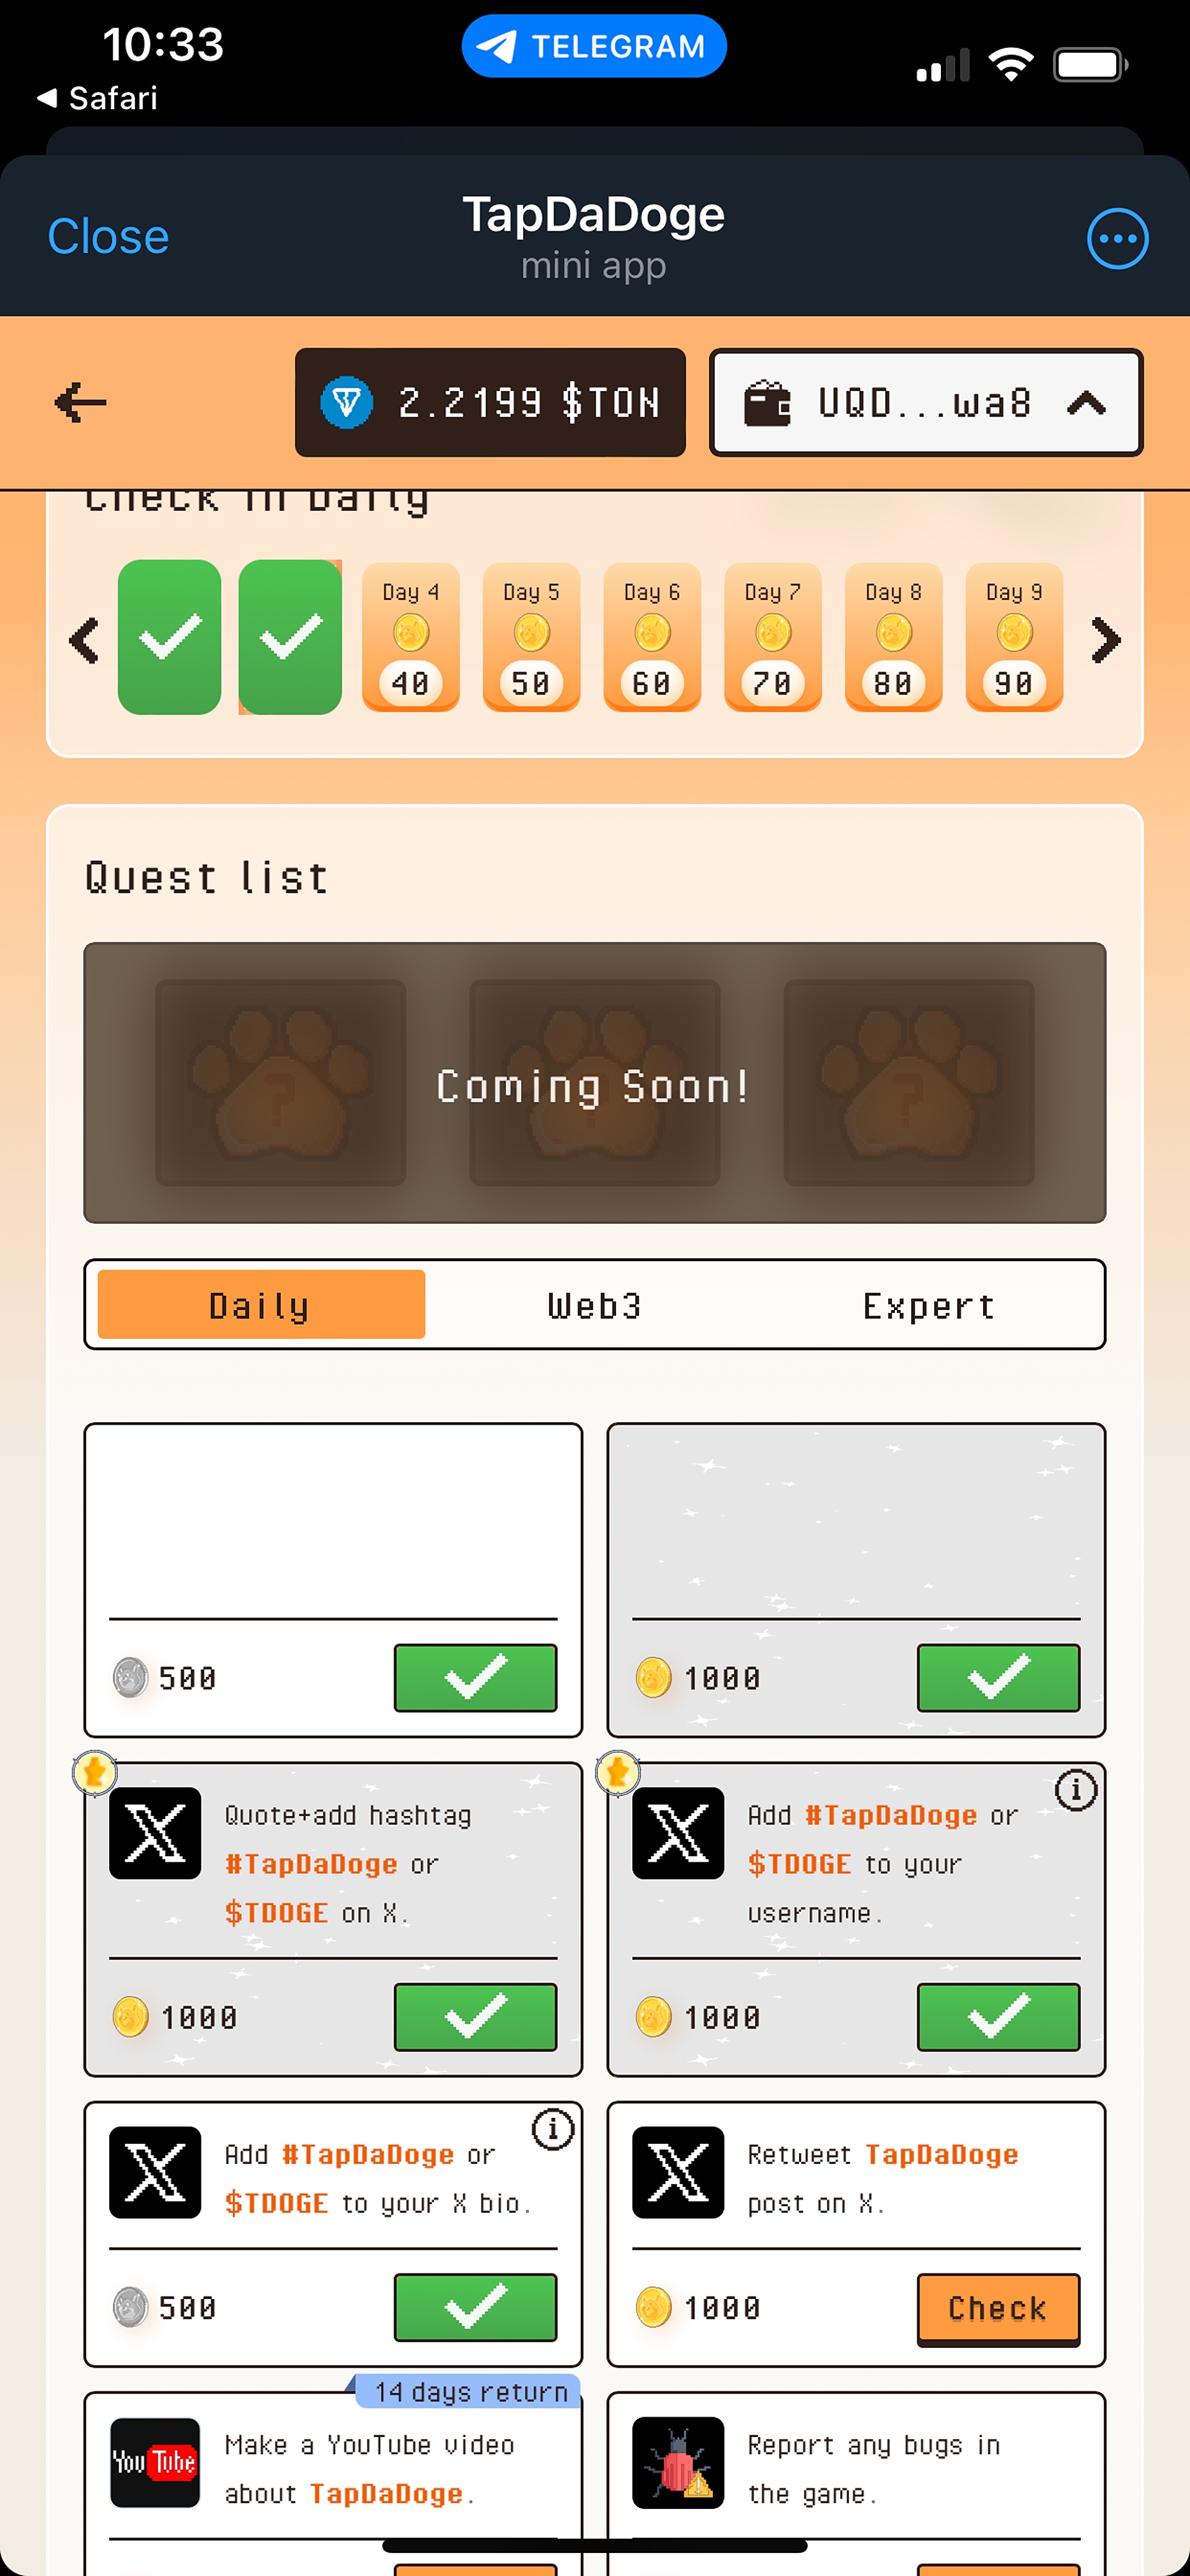 10:33
TELEGRAM
Safari
Close
TapDaDoge
mini app
2.2199 $TON
UQD...wa8
Check in Daily
Day 4
Day 5
Day 6
Day 7
Day 8
Day 9
40
50
60
70
80
90
Quest list
Coming Soon!
Daily
Web3
Expert
500
1000
Quote+add hashtag
#TapDaDoge or
$TDOGE on X.
Add #TapDaDoge or
$TDOGE to your
username.
1000
1000
Add #TapDaDoge or
$TDOGE to your X bio.
Retweet TapDaDoge
post on X.
500
1000
Check
14 days return
YouTube
Make a YouTube video
about TapDaDoge.
Report any bugs in
the game.